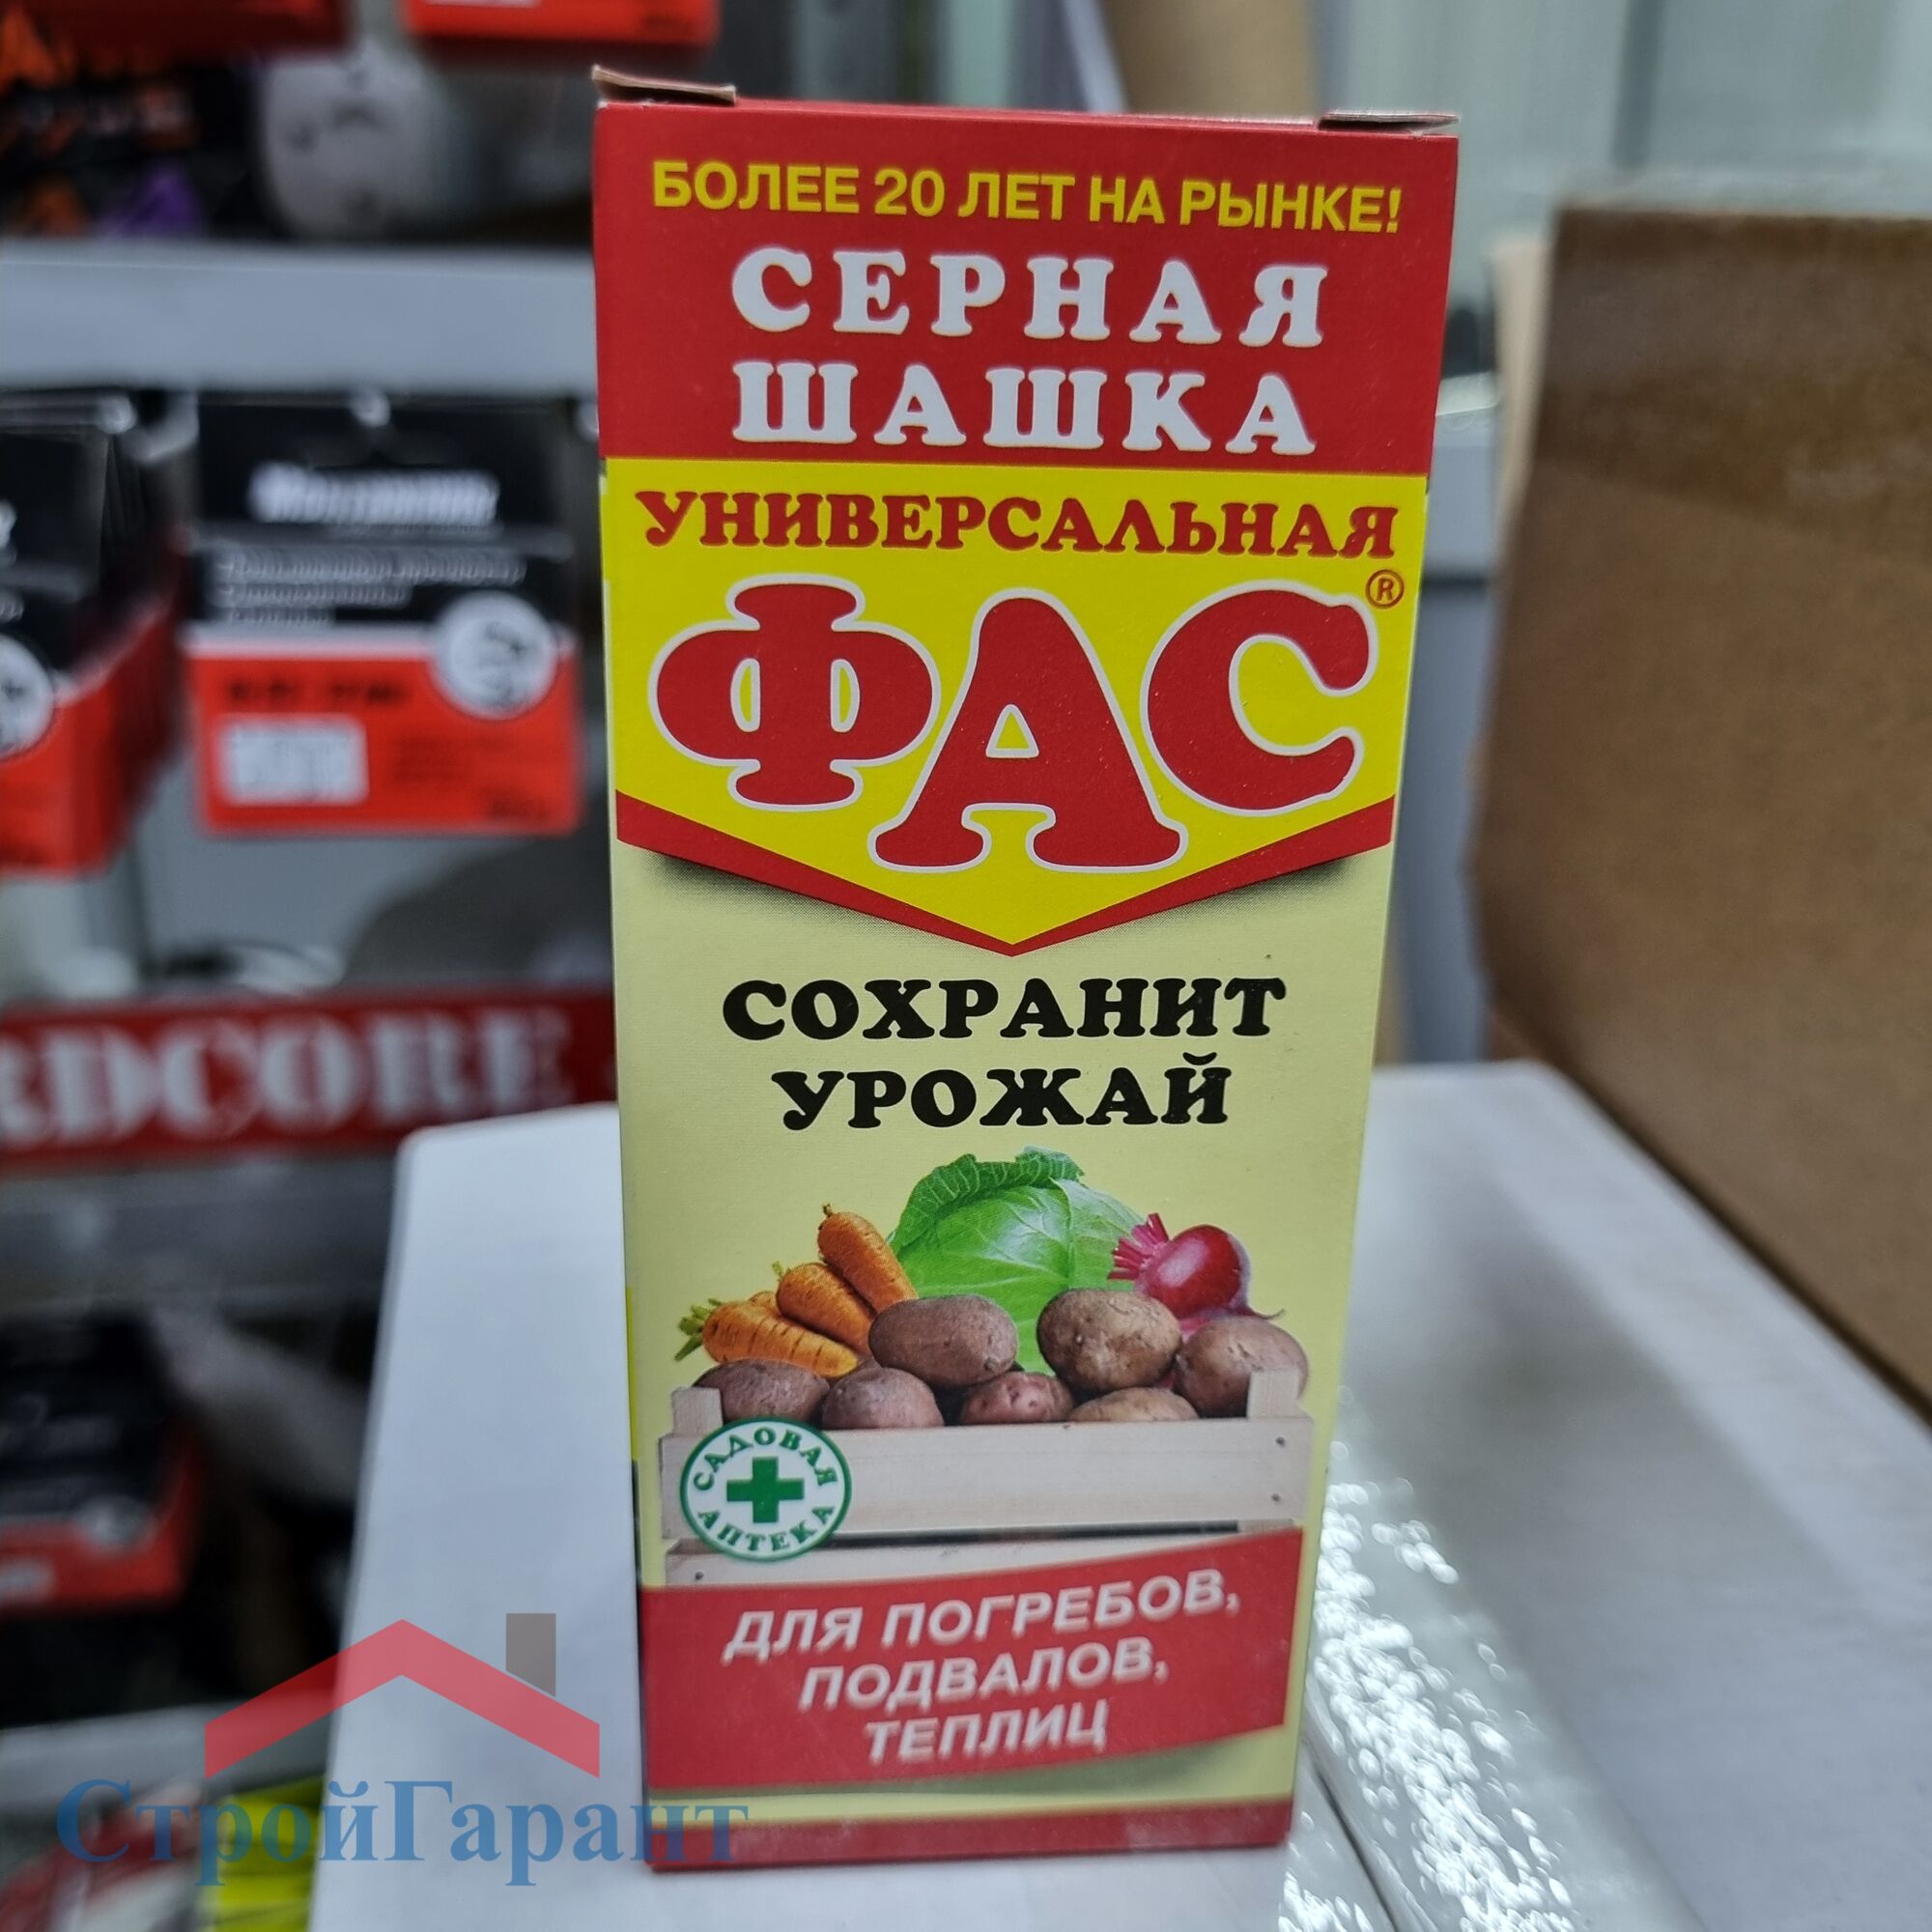 БОЛЕЕ 20 ЛЕТ НА РЫНКЕ!
СЕРНАЯ
ШАШКА
УНИВЕРСАЛЬНАЯ
ФАС®
СОХРАНИТ
УРОЖАЙ
САДОВАЯ
АПТЕКА
ДЛЯ ПОГРЕБОВ,
ПОДВАЛОВ,
ТЕПЛИЦ
СтройГарант